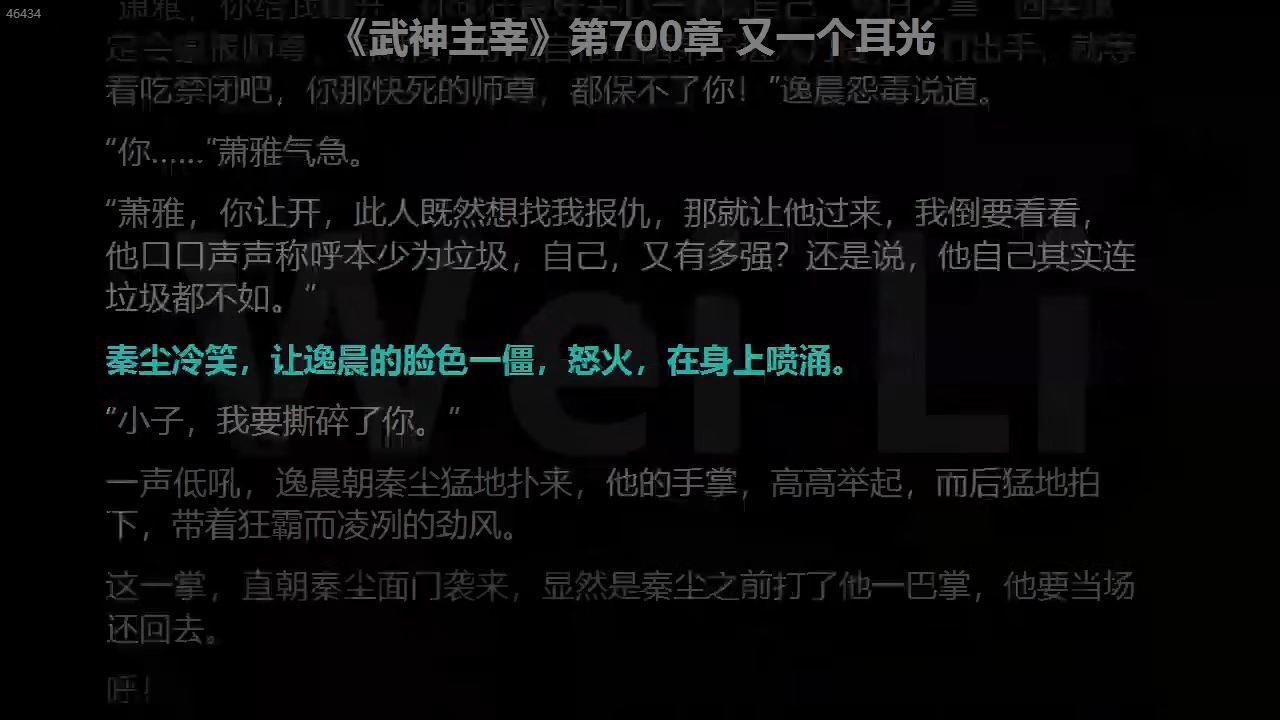 46434
《武神主宰》第700章 又一个耳光
看吃禁闭吧，你那快死的师尊，都保不了你！”逸晨怨毒说道。
“你……”萧雅气急。
“萧雅，你让开，此人既然想找我报仇，那就让他过来，我倒要看看，
他口口声声称呼本少为垃圾，自己，又有多强？还是说，他自己其实连
垃圾都不如。”
秦尘冷笑，让逸晨的脸色一僵，怒火，在身上喷涌。
“小子，我要撕碎了你。”
一声低吼，逸晨朝秦尘猛地扑来，他的手掌，高高举起，而后猛地拍
下，带着狂霸而凌冽的劲风。
这一掌，直朝秦尘面门袭来，显然是秦尘之前打了他一巴掌，他要当场
还回去。
呼！
Wei Li